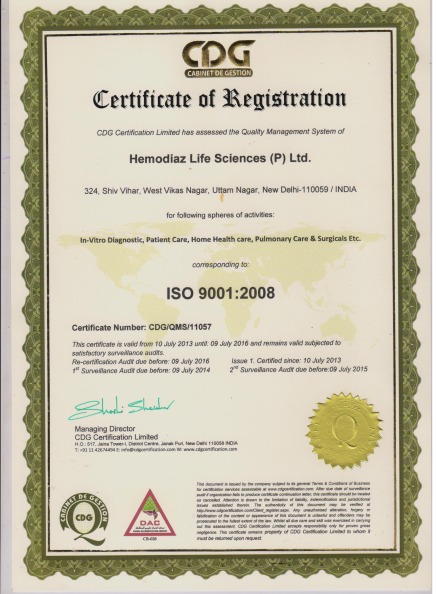 CDG
CABINET DE GESTION
Certificate of Registration
CDG Certification Limited has assessed the Quality Management System of
Hemodiaz Life Sciences (P) Ltd.
324, Shiv Vihar, West Vikas Nagar, Uttam Nagar, New Delhi-110059 / INDIA
for following spheres of activities:
In-Vitro Diagnostic, Patient Care, Home Health care, Pulmonary Care & Surgicals Etc.
corresponding to:
ISO 9001:2008
Certificate Number: CDG/QMS/11057
This certificate is valid from 10 July 2013 until: 09 July 2016 and remains valid subjected to
satisfactory surveillance audits.
Re-certification Audit due before: 09 July 2016 Issue 1. Certified since: 10 July 2013
1st Surveillance Audit due before: 09 July 2014 2nd Surveillance Audit due before:09 July 2015
Managing Director
CDG Certification Limited
H.O.: 517, Jaina Tower-I, District Centre, Janak Puri, New Delhi 110058 INDIA
T: +91 11 42674494 E: info@cdgcertification.com W: www.cdgcertification.com
This document is issued by the company subject to its general Terms & Conditions of Business
for certification services assessable at www.cdgcertification.com. After due date of surveillance
audit if organization fails to produce certificate continuation letter, this certificate should be treated
as cancelled. Attention is drawn to the limitation of liability, indemnification and jurisdictional
issues established therein. The authenticity of this document may be verified at
http://www.cdgcertification.com/Client_register.aspx. Any unauthorized alteration, forgery or
falsification of the content or appearance of this document is unlawful and offenders may be
prosecuted to the fullest extent of the law. Whilst all due care and skill was exercised in carrying
out this assessment, CDG Certification Limited accepts responsibility only for proven gross
negligence. This certificate remains property of CDG Certification Limited to whom it
must be returned upon request
CABINET DE GESTION
CDG
DAC
CB-038
Q